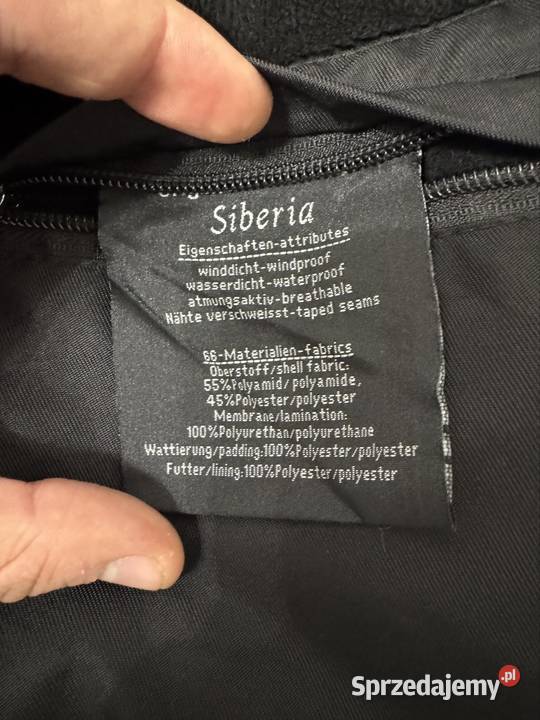 Siberia
Eigenschaften-attributes
winddicht-windproof
wasserdicht-waterproof
atmungsaktiv-breathable
Nähte verschweisst-taped seams
66-Materialien-fabrics
Oberstoff/shell fabric:
55%Polyamid/polyamide,
45%Polyester/polyester
Membrane/lamination:
100%Polyurethan/polyurethane
Wattierung/padding:100%Polyester/polyester
Futter/lining:100%Polyester/polyester
Sprzedajemy.pl